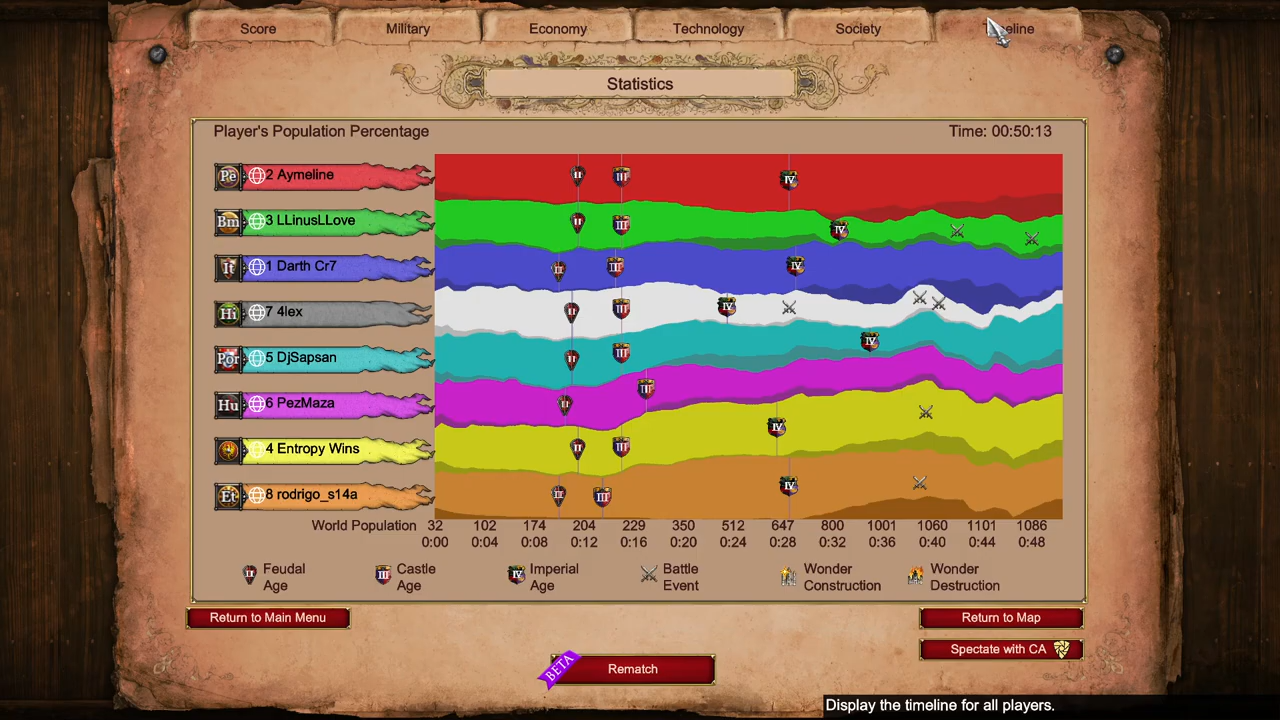 Score Military Economy Technology Society eline
Statistics
Player's Population Percentage Time: 00:50:13
Pe 2 Aymeline
Bm 3 LLinusLLove
It 1 Darth Cr7
Hi 7 4lex
Por 5 DjSapsan
Hu 6 PezMaza
4 Entropy Wins
Et 8 rodrigo_s14a
World Population 32 102 174 204 229 350 512 647 800 1001 1060 1101 1086
0:00 0:04 0:08 0:12 0:16 0:20 0:24 0:28 0:32 0:36 0:40 0:44 0:48
II Feudal Age
III Castle Age
IV Imperial Age
Battle Event
Wonder Construction
Wonder Destruction
Return to Main Menu Return to Map
Spectate with CA
BETA Rematch
Display the timeline for all players.